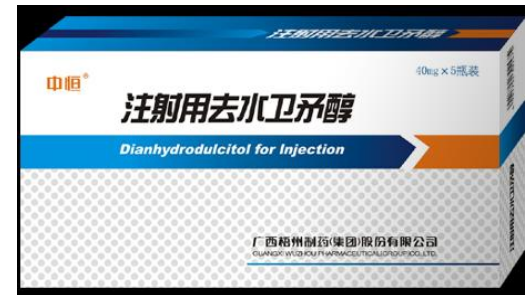 注射用去水卫矛醇
中恒®
40mg×5瓶装
注射用去水卫矛醇
Dianhydrodulcitol for Injection
广西梧州制药(集团)股份有限公司
GUANGXI WUZHOU PHARMACEUTICAL(GROUP)CO.,LTD.